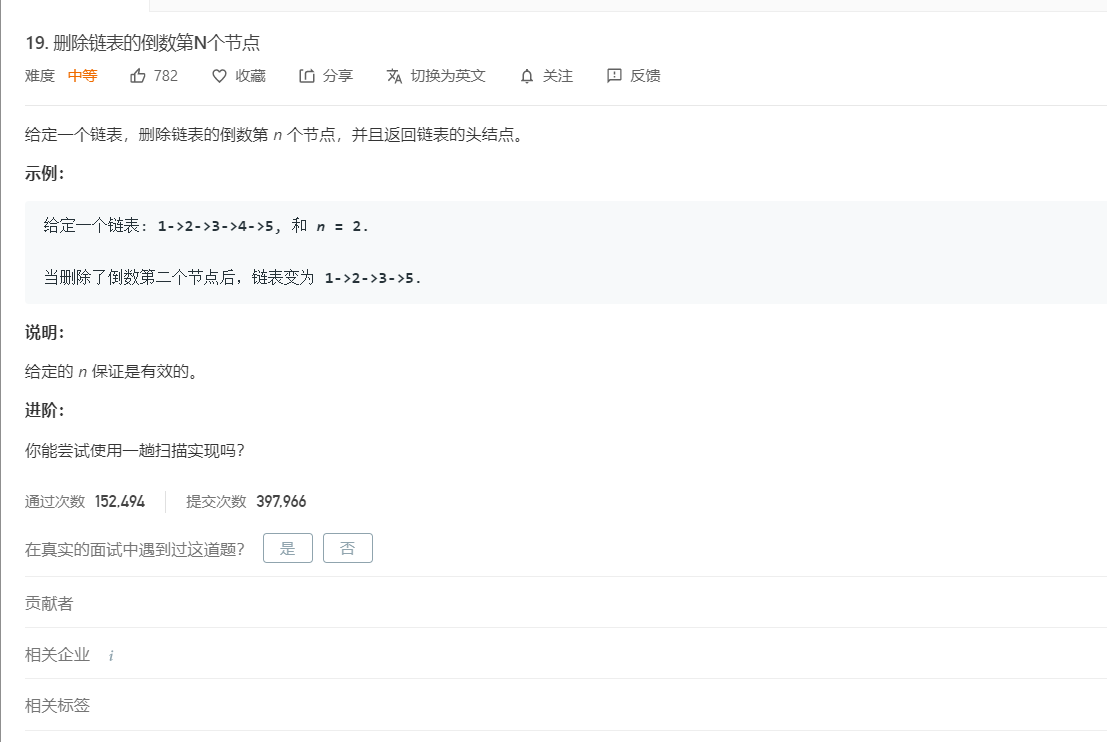 19. 删除链表的倒数第N个节点
难度 中等 782 收藏 分享 切换为英文 关注 反馈
给定一个链表，删除链表的倒数第 n 个节点，并且返回链表的头结点。
示例：
给定一个链表: 1->2->3->4->5, 和 n = 2.
当删除了倒数第二个节点后，链表变为 1->2->3->5.
说明：
给定的 n 保证是有效的。
进阶：
你能尝试使用一趟扫描实现吗？
通过次数 152,494 提交次数 397,966
在真实的面试中遇到过这道题？ 是 否
贡献者
相关企业 i
相关标签